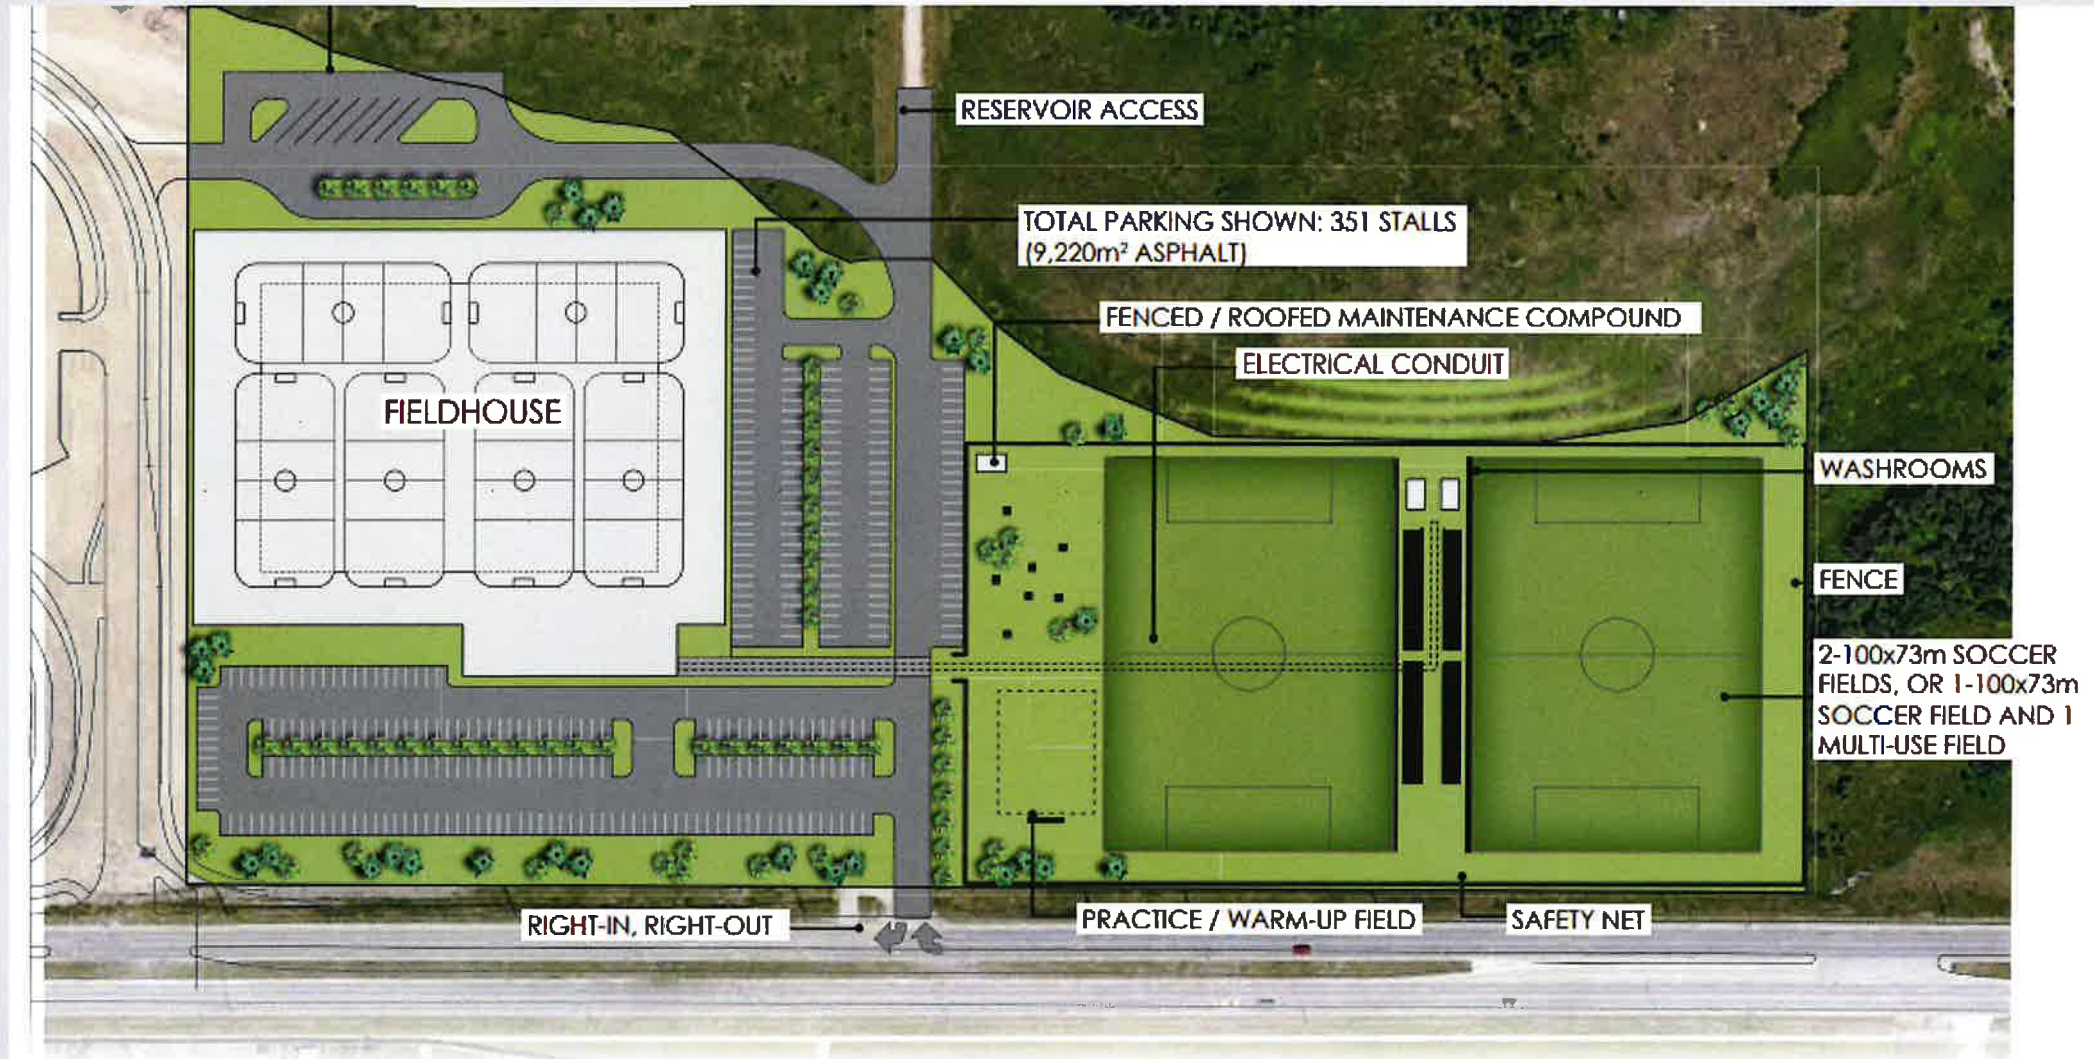 RESERVOIR ACCESS
TOTAL PARKING SHOWN: 351 STALLS
(9,220m² ASPHALT)
FENCED / ROOFED MAINTENANCE COMPOUND
ELECTRICAL CONDUIT
FIELDHOUSE
WASHROOMS
FENCE
2-100x73m SOCCER
FIELDS, OR 1-100x73m
SOCCER FIELD AND 1
MULTI-USE FIELD
RIGHT-IN, RIGHT-OUT
PRACTICE / WARM-UP FIELD
SAFETY NET